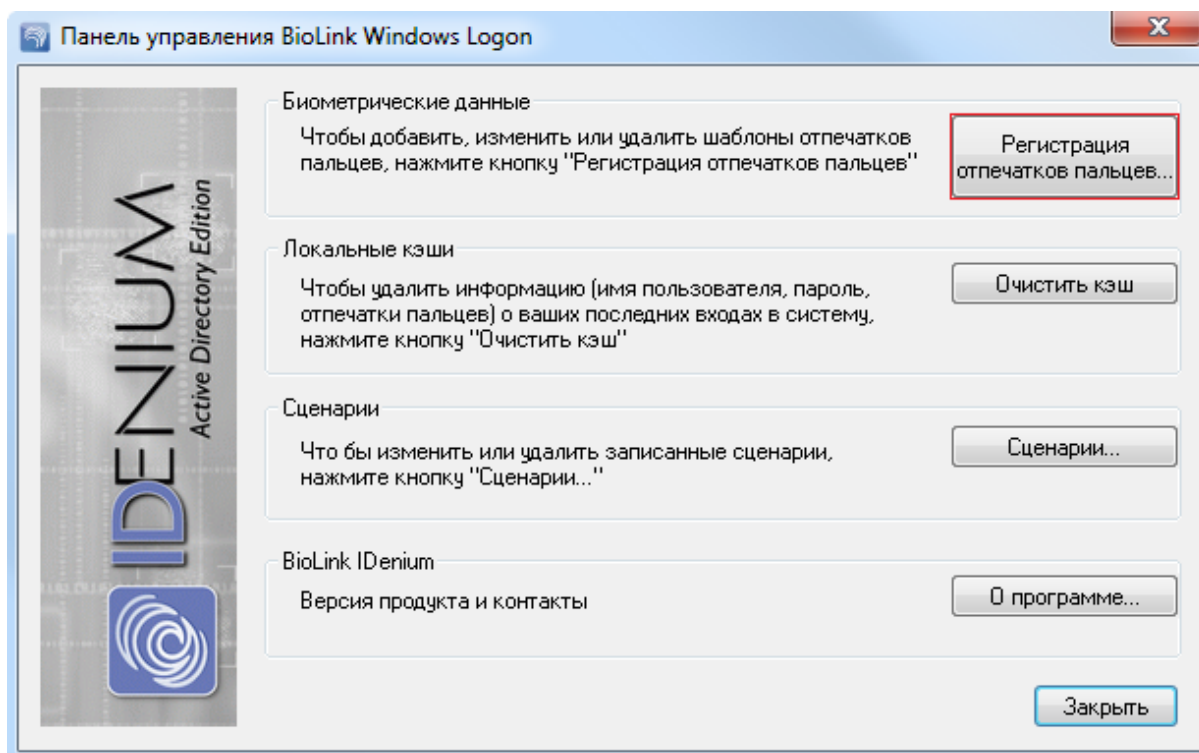 Панель управления BioLink Windows Logon
X
IDENIUM
Active Directory Edition
Биометрические данные
Чтобы добавить, изменить или удалить шаблоны отпечатков
пальцев, нажмите кнопку "Регистрация отпечатков пальцев"
Регистрация
отпечатков пальцев...
Локальные кэши
Чтобы удалить информацию (имя пользователя, пароль,
отпечатки пальцев) о ваших последних входах в систему,
нажмите кнопку "Очистить кэш"
Очистить кэш
Сценарии
Что бы изменить или удалить записанные сценарии,
нажмите кнопку "Сценарии..."
Сценарии...
BioLink IDenium
Версия продукта и контакты
О программе...
Закрыть